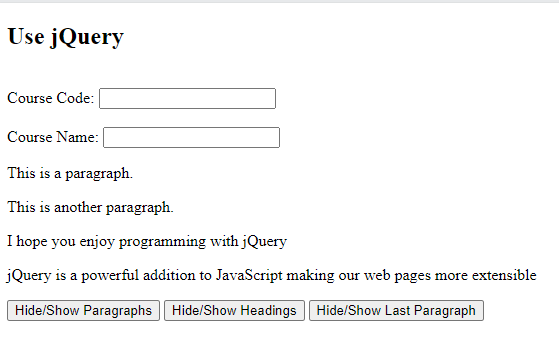 Use jQuery
Course Code:
Course Name:
This is a paragraph.
This is another paragraph.
I hope you enjoy programming with jQuery
jQuery is a powerful addition to JavaScript making our web pages more extensible
Hide/Show Paragraphs Hide/Show Headings Hide/Show Last Paragraph